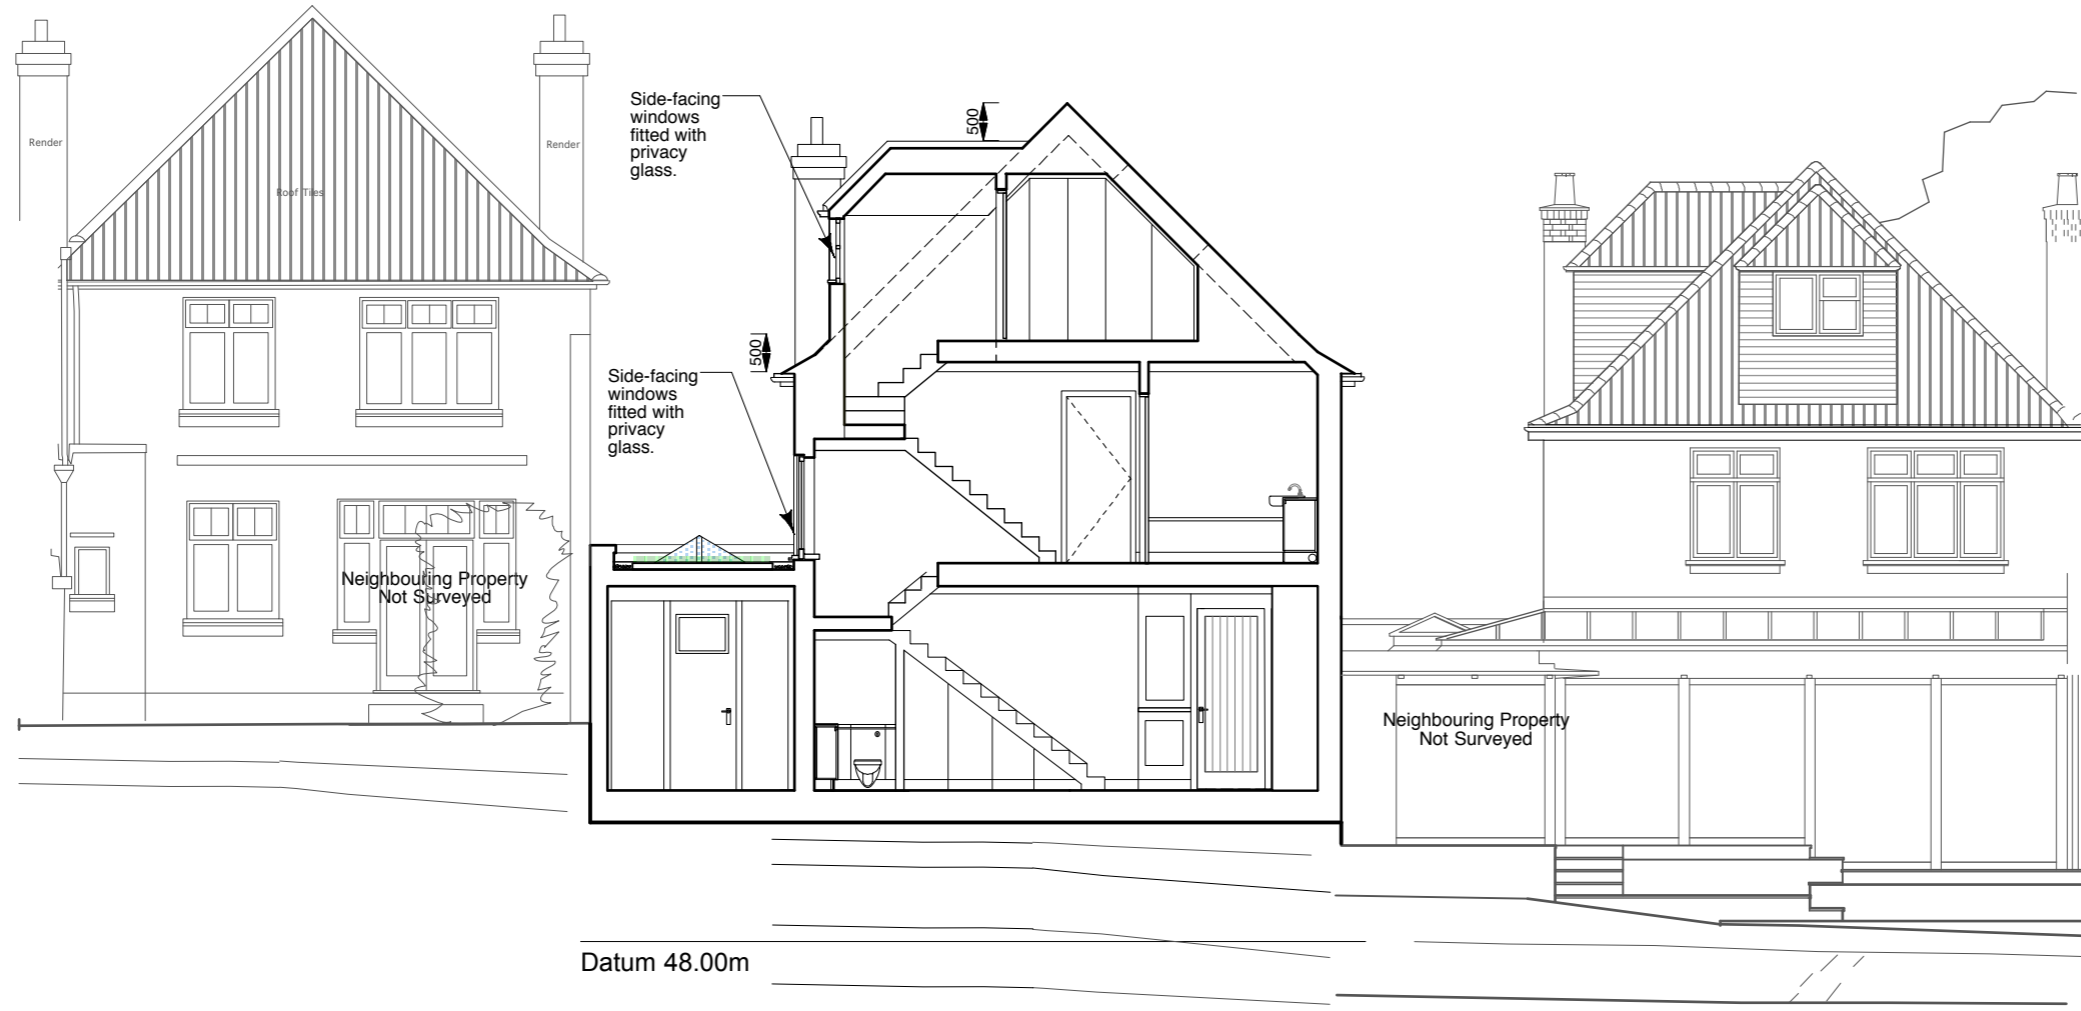 Side-facing
windows
fitted with
privacy
glass.
500
Render
Render
Roof Tiles
500
Side-facing
windows
fitted with
privacy
glass.
Neighbouring Property
Not Surveyed
Neighbouring Property
Not Surveyed
Datum 48.00m